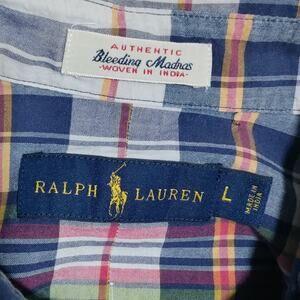 AUTHENTIC
Bleeding Madras
-WOVEN IN INDIA-
RALPH LAUREN
L
MADE IN
INDIA